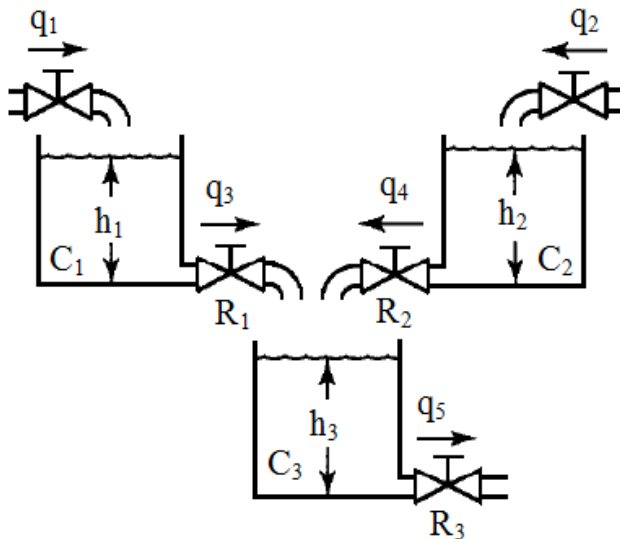 q₁
q₂
q₃
q₄
h₁
h₂
C₁
C₂
R₁
R₂
q₅
h₃
C₃
R₃